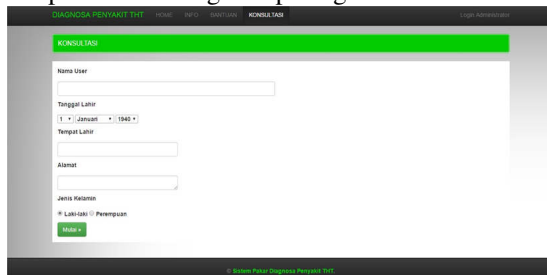 DIAGNOSA PENYAKIT THT HOME INFO BANTUAN KONSULTASI Login Administrator
KONSULTASI
Nama User
Tanggal Lahir
1 Januari 1940
Tempat Lahir
Alamat
Jenis Kelamin
Laki-laki Perempuan
Mulai »
© Sistem Pakar Diagnosa Penyakit THT.